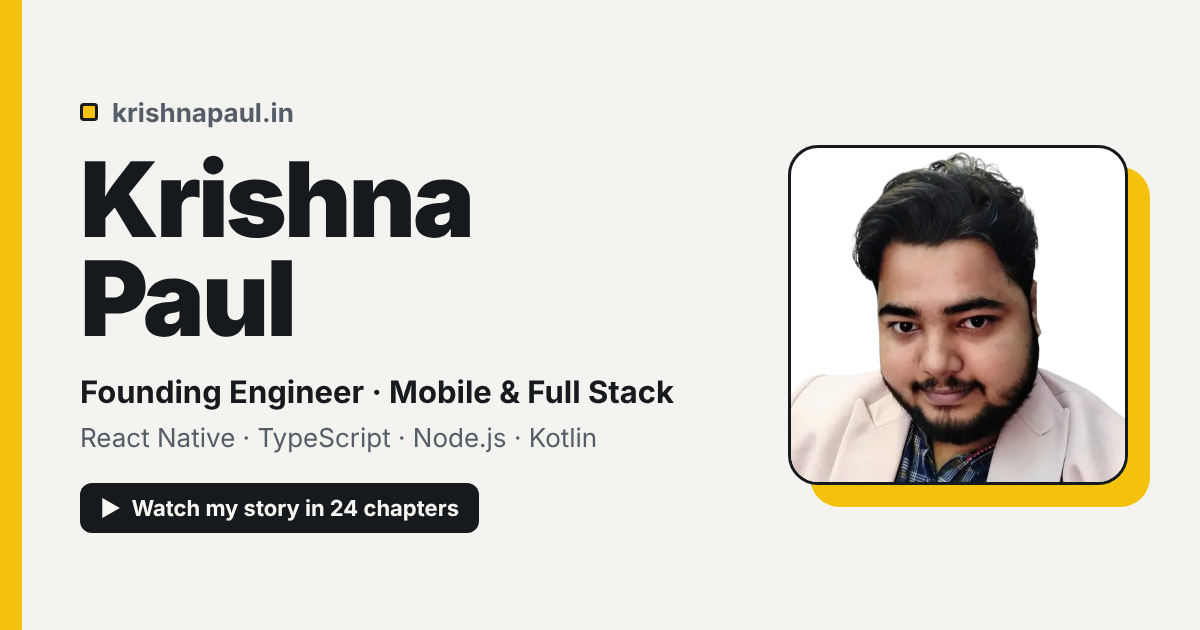 krishnapaul.in
Krishna
Paul
Founding Engineer · Mobile & Full Stack
React Native · TypeScript · Node.js · Kotlin
▶ Watch my story in 24 chapters